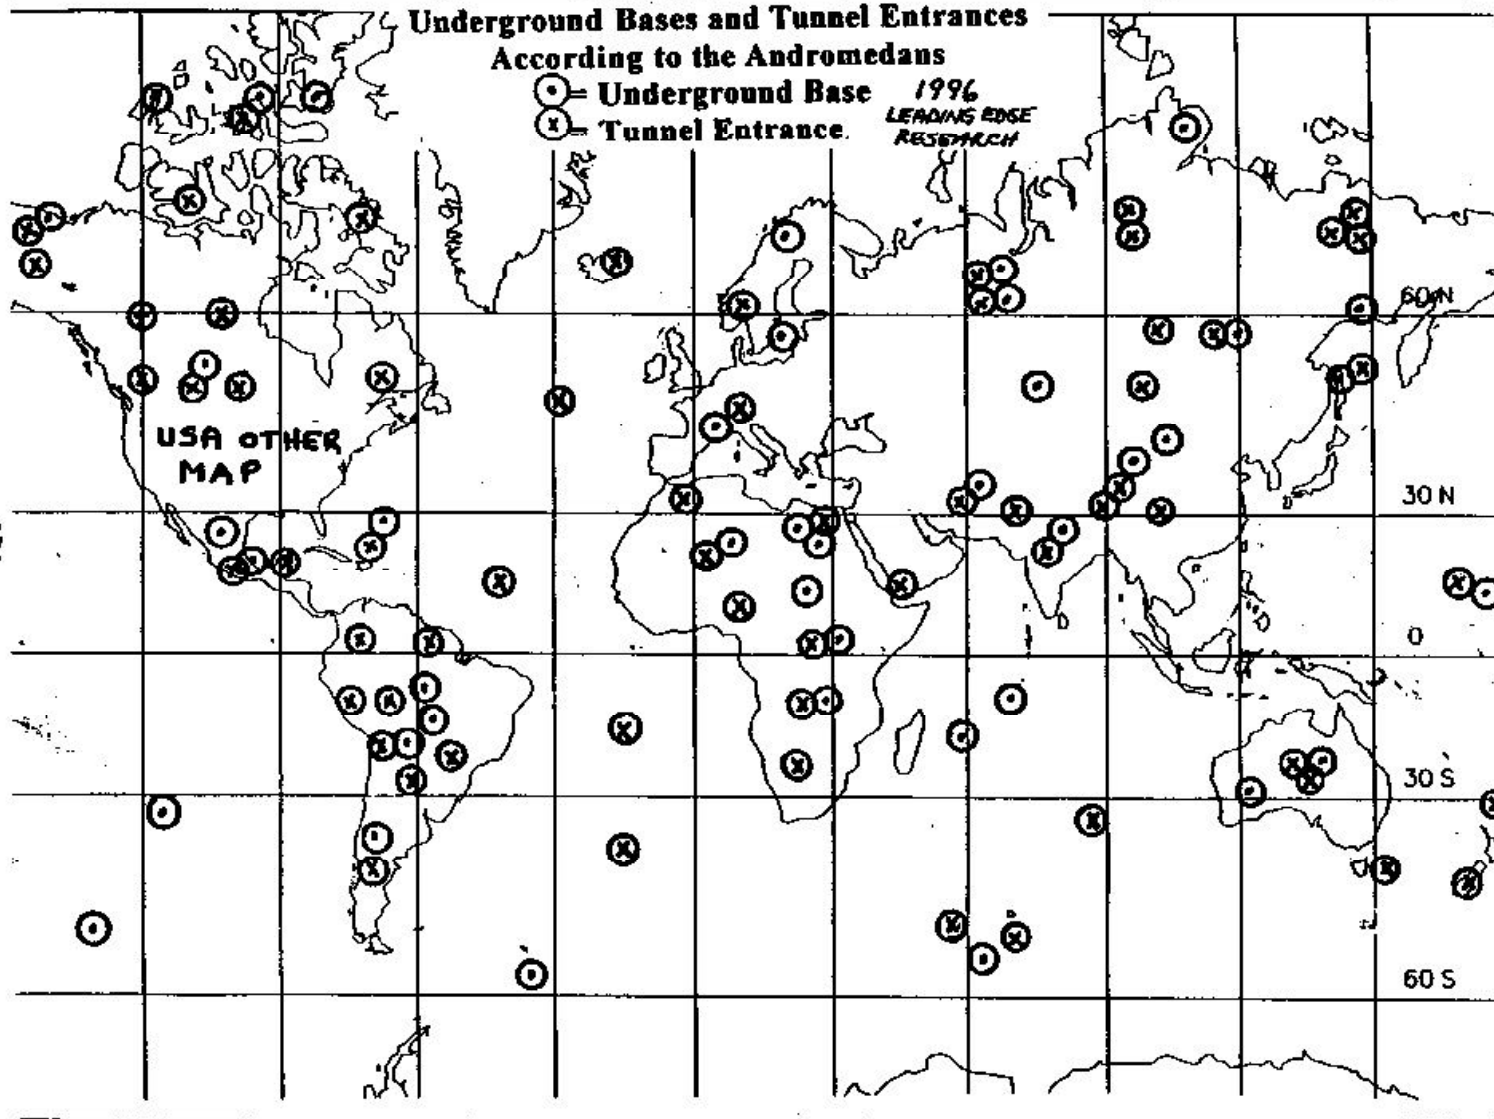 Underground Bases and Tunnel Entrances
According to the Andromedans
= Underground Base
= Tunnel Entrance.
1996
LEADING EDGE
RESEARCH
60 N
USA OTHER
MAP
30 N
0
30 S
60 S